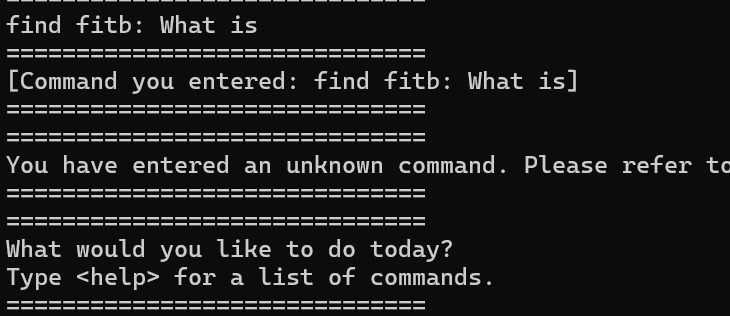 ==============================
find fitb: What is
==============================
[Command you entered: find fitb: What is]
==============================
==============================
You have entered an unknown command. Please refer to
==============================
==============================
What would you like to do today?
Type <help> for a list of commands.
==============================